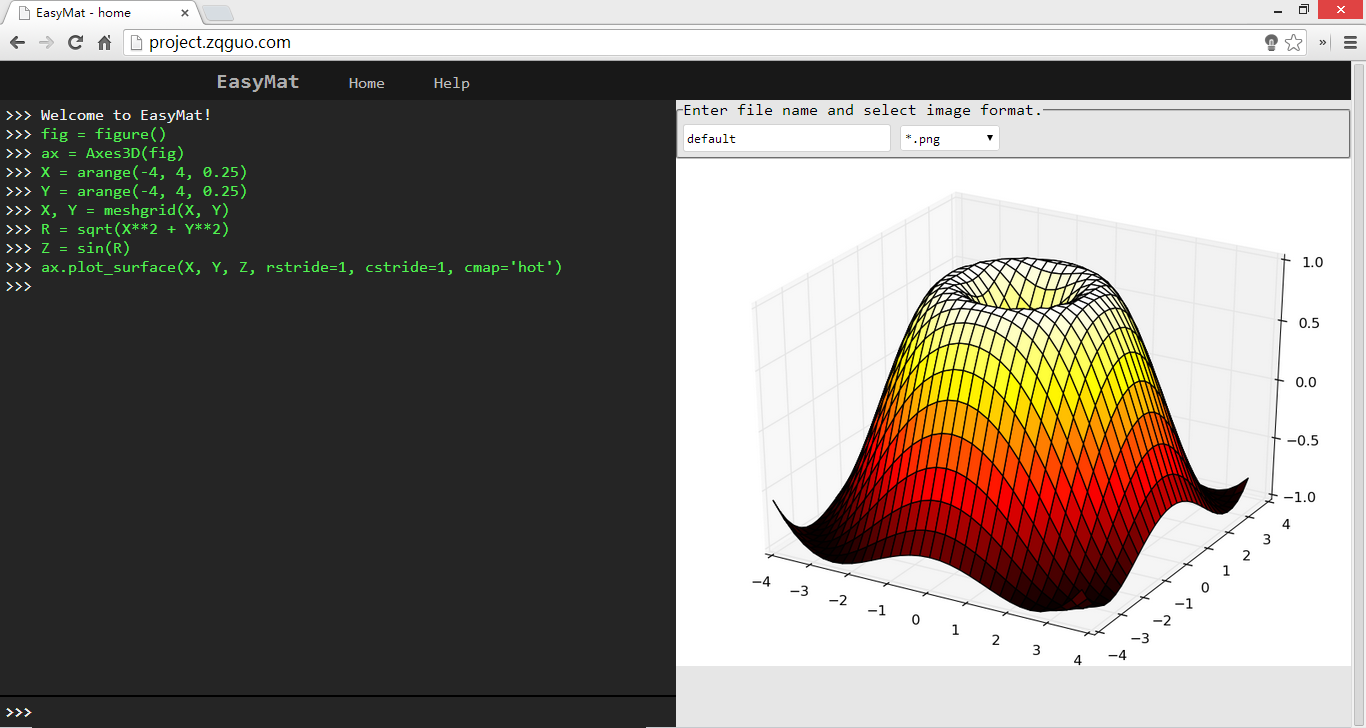 EasyMat - home
project.zqguo.com
EasyMat Home Help
>>> Welcome to EasyMat!
>>> fig = figure()
>>> ax = Axes3D(fig)
>>> X = arange(-4, 4, 0.25)
>>> Y = arange(-4, 4, 0.25)
>>> X, Y = meshgrid(X, Y)
>>> R = sqrt(X**2 + Y**2)
>>> Z = sin(R)
>>> ax.plot_surface(X, Y, Z, rstride=1, cstride=1, cmap='hot')
>>>
>>>
Enter file name and select image format.
default *.png
1.0
0.5
0.0
−0.5
−1.0
−4 −3 −2 −1 0 1 2 3 4
−4 −3 −2 −1 0 1 2 3 4